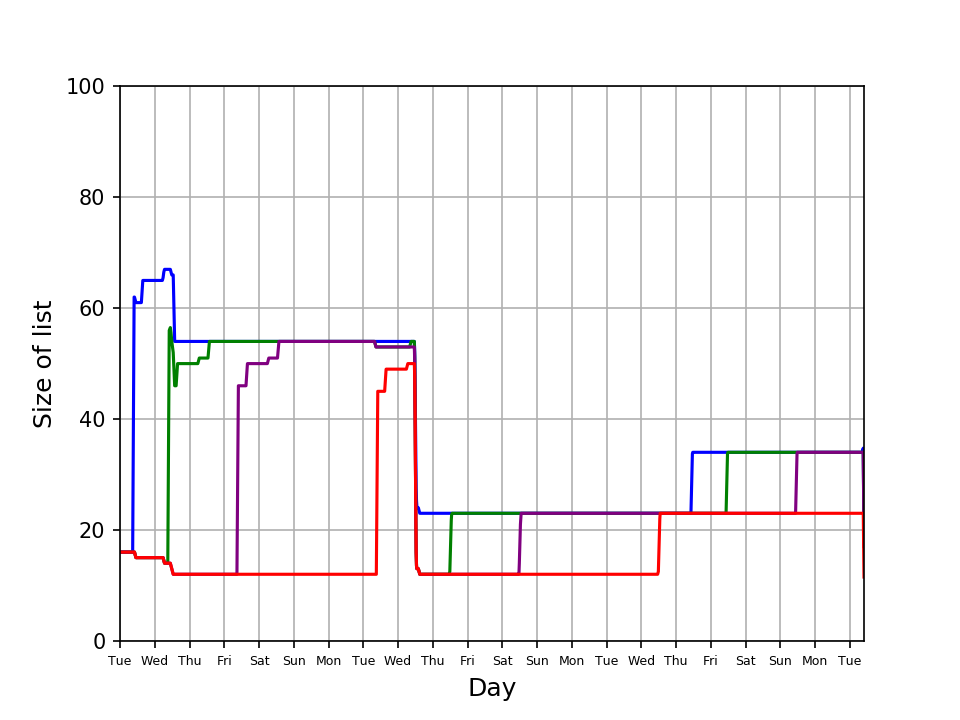 100
80
60
40
20
0
Size of list
Tue Wed Thu Fri Sat Sun Mon Tue Wed Thu Fri Sat Sun Mon Tue Wed Thu Fri Sat Sun Mon Tue
Day